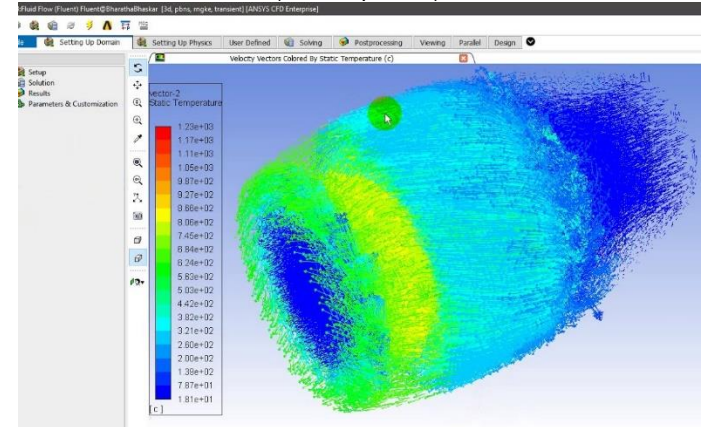 Fluid Flow (Fluent) Fluent@BharathaBhaskar [3d, pbns, rngke, transient] [ANSYS CFD Enterprise]
Setting Up Domain
Setting Up Physics
User Defined
Solving
Postprocessing
Viewing
Parallel
Design
Velocity Vectors Colored By Static Temperature (c)
Setup
Solution
Results
Parameters & Customization
vector-2
Static Temperature
1.23e+03
1.17e+03
1.11e+03
1.05e+03
9.87e+02
9.27e+02
8.66e+02
8.06e+02
7.45e+02
6.84e+02
6.24e+02
5.63e+02
5.03e+02
4.42e+02
3.82e+02
3.21e+02
2.60e+02
2.00e+02
1.39e+02
7.87e+01
1.81e+01
[c]